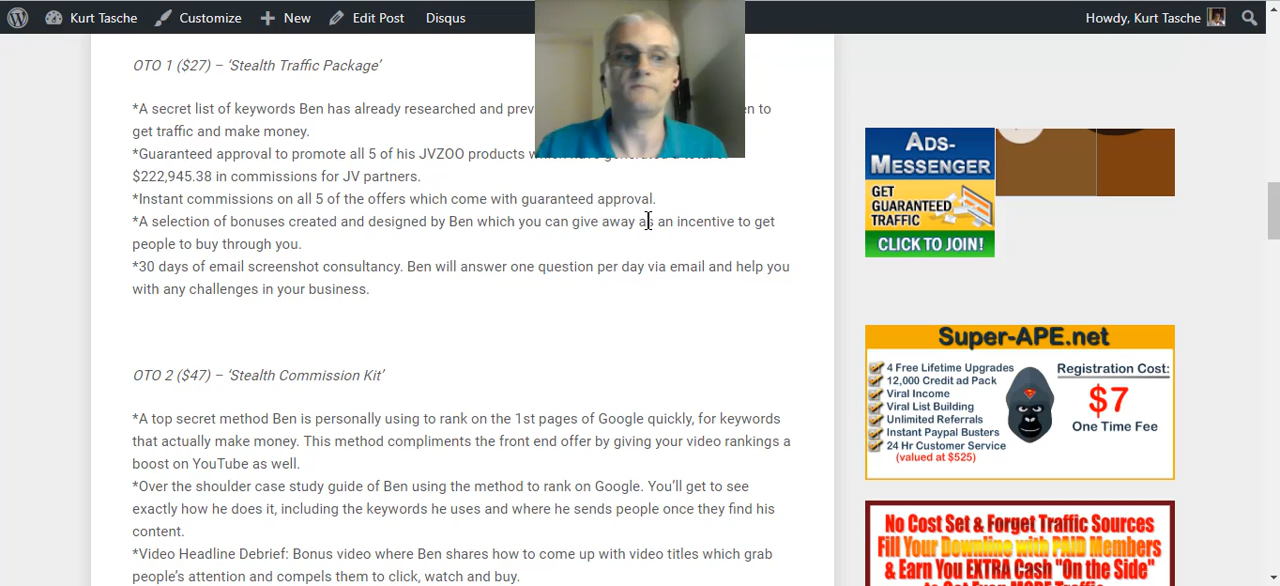 Kurt Tasche Customize New Edit Post Disqus Howdy, Kurt Tasche
OTO 1 ($27) – ‘Stealth Traffic Package’
*A secret list of keywords Ben has already researched and to
get traffic and make money.
*Guaranteed approval to promote all 5 of his JVZOO products
$222,945.38 in commissions for JV partners.
*Instant commissions on all 5 of the offers which come with guaranteed approval.
*A selection of bonuses created and designed by Ben which you can give away as an incentive to get
people to buy through you.
*30 days of email screenshot consultancy. Ben will answer one question per day via email and help you
with any challenges in your business.
OTO 2 ($47) – ‘Stealth Commission Kit’
*A top secret method Ben is personally using to rank on the 1st pages of Google quickly, for keywords
that actually make money. This method compliments the front end offer by giving your video rankings a
boost on YouTube as well.
*Over the shoulder case study guide of Ben using the method to rank on Google. You’ll get to see
exactly how he does it, including the keywords he uses and where he sends people once they find his
content.
*Video Headline Debrief: Bonus video where Ben shares how to come up with video titles which grab
people’s attention and compels them to click, watch and buy.
ADS-
MESSENGER
GET
GUARANTEED
TRAFFIC
CLICK TO JOIN!
Super-APE.net
4 Free Lifetime Upgrades
12,000 Credit ad Pack
Viral Income
Viral List Building
Unlimited Referrals
Instant Paypal Busters
24 Hr Customer Service
(valued at $525)
Registration Cost:
$7
One Time Fee
No Cost Set & Forget Traffic Sources
Fill Your Downline with PAID Members
& Earn You EXTRA Cash "On the Side"